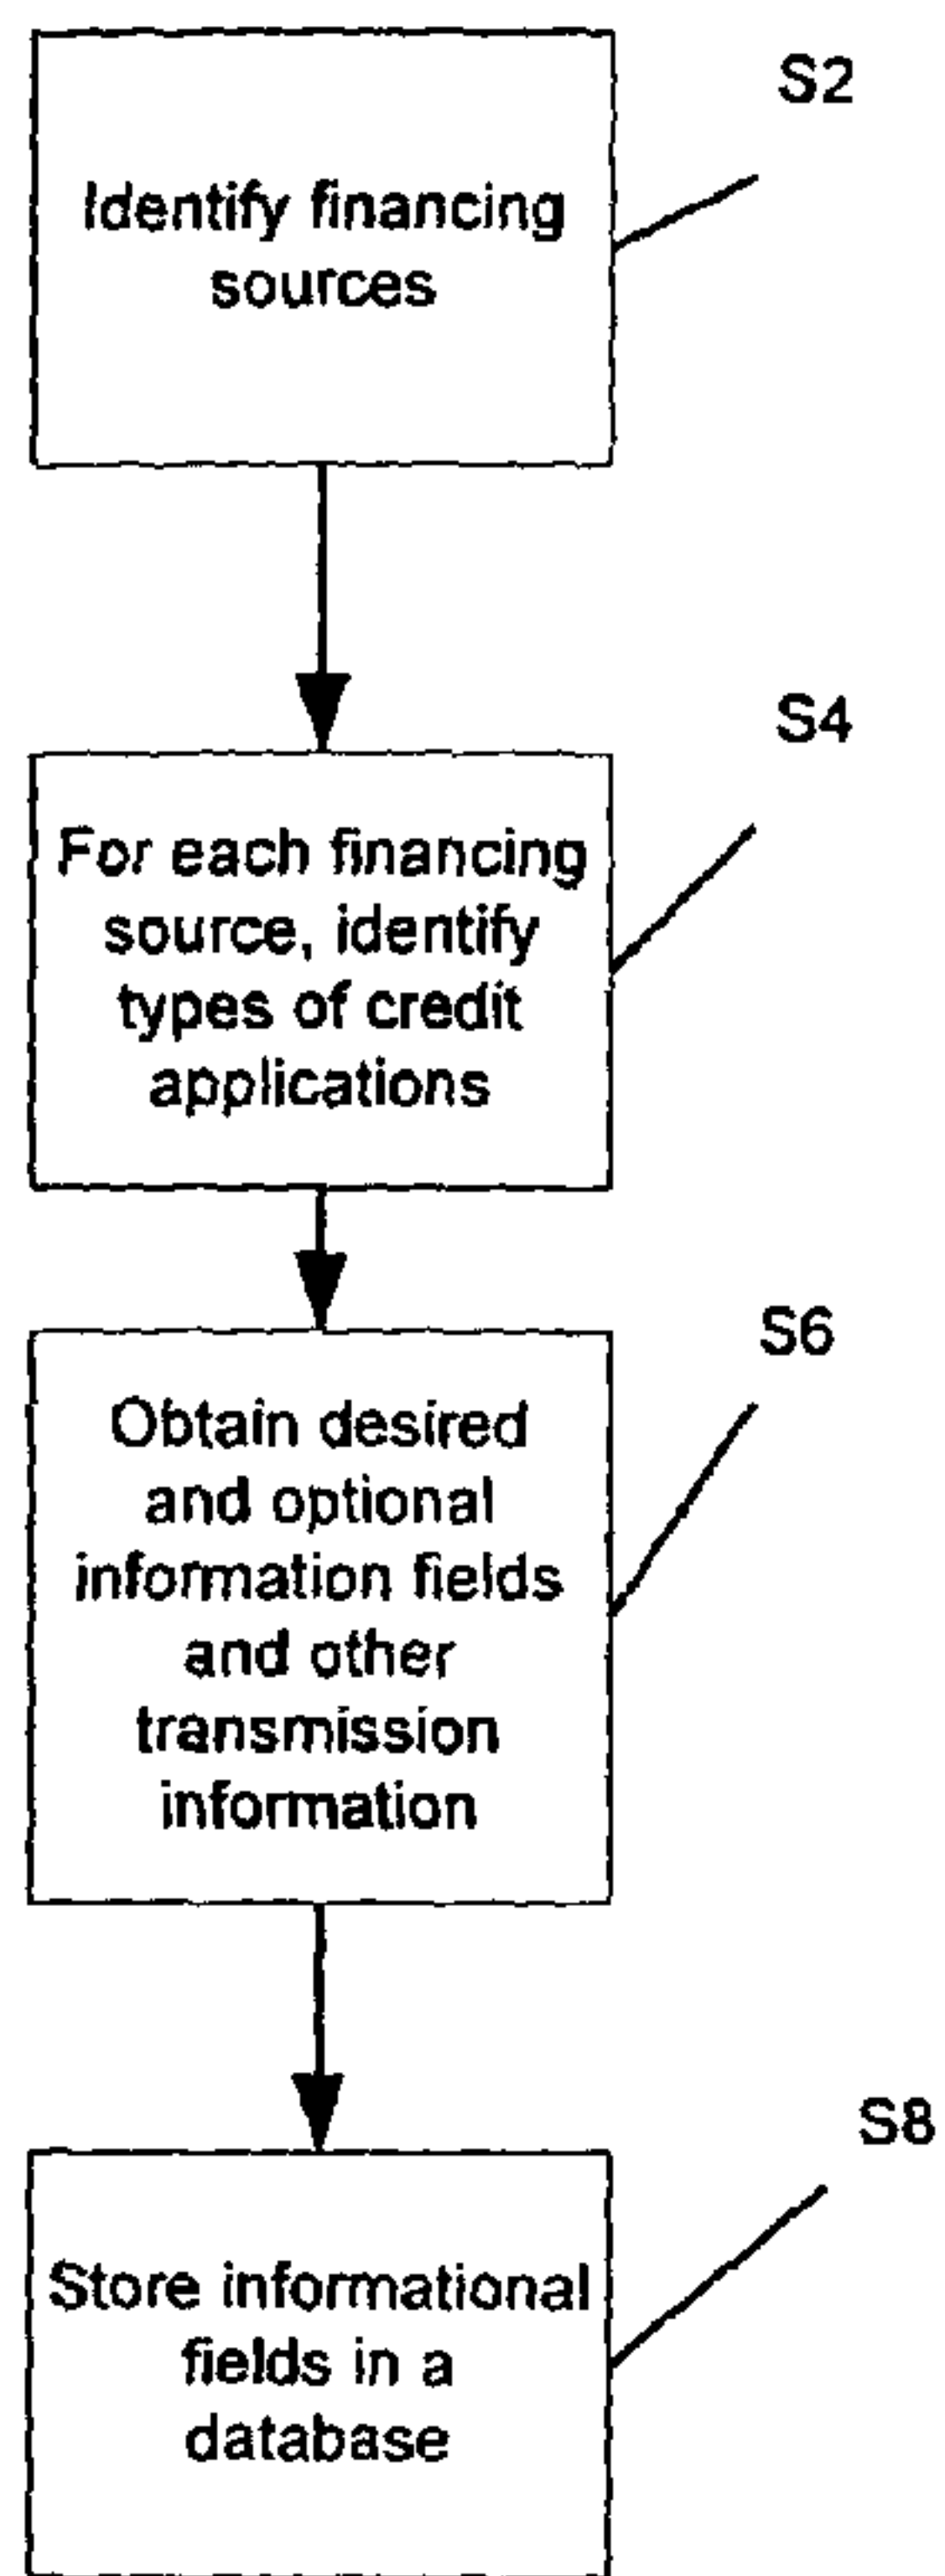 S2
Identify financing
sources
S4
For each financing
source, identify
types of credit
applications
S6
Obtain desired
and optional
information fields
and other
transmission
information
S8
Store informational
fields in a
database